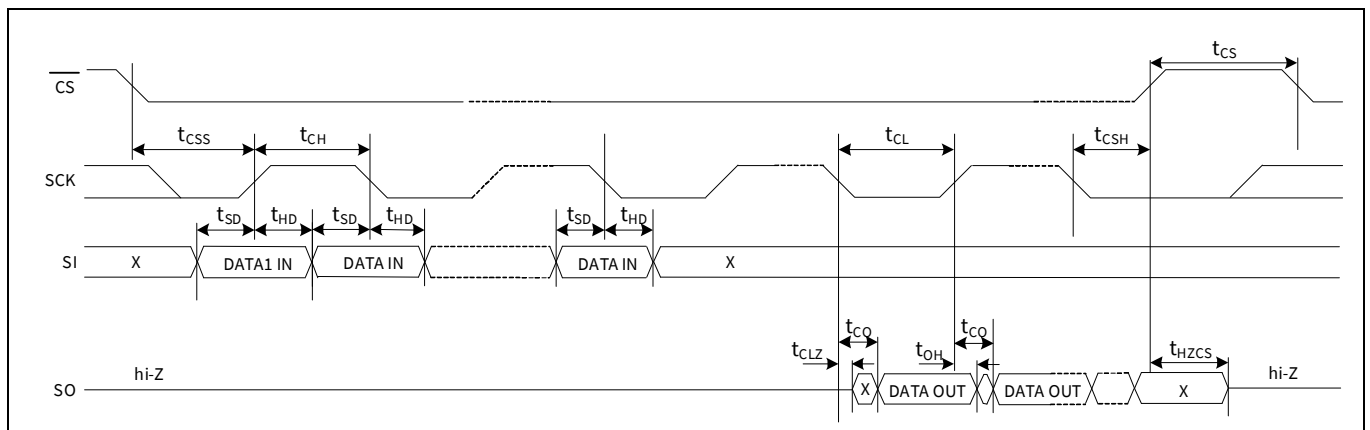 CS
tCS
tCSS
tCH
tCL
tCSH
SCK
tSD
tHD
tSD
tHD
tSD
tHD
SI
X
DATA1 IN
DATA IN
DATA IN
X
tCO
tCO
tCLZ
tOH
tHZCS
SO
hi-Z
X
DATA OUT
DATA OUT
X
hi-Z